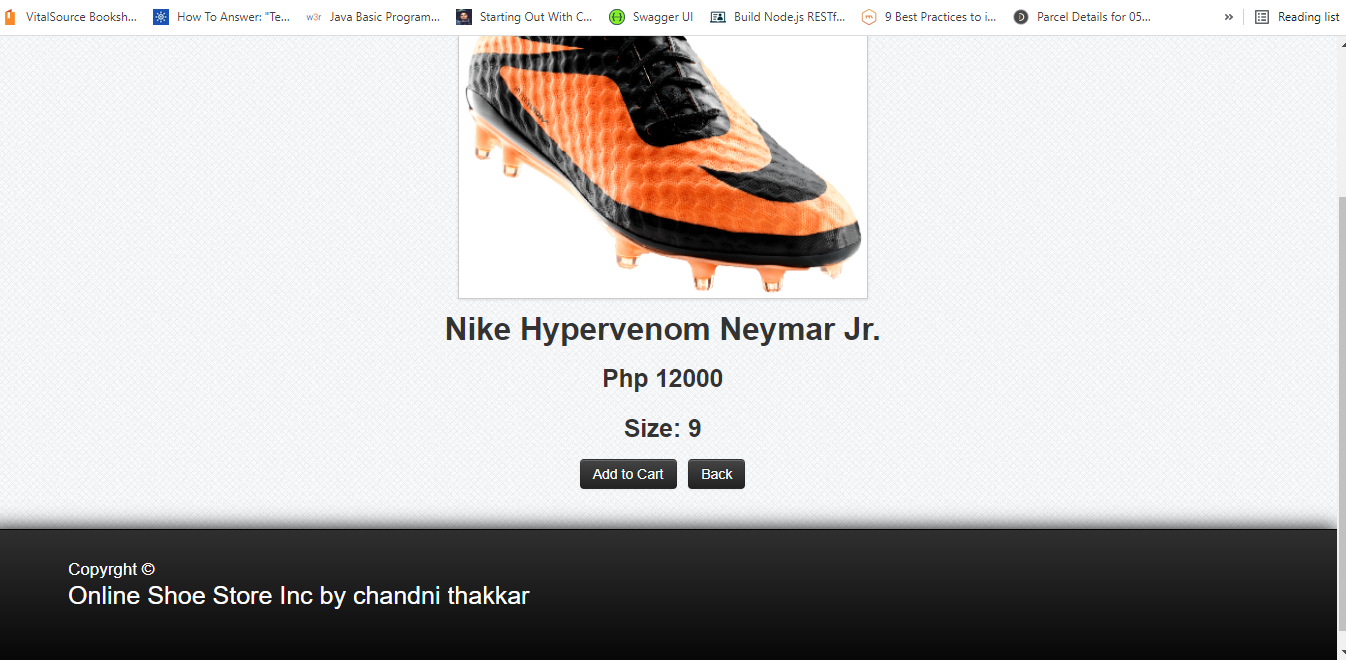 VitalSource Booksh...
How To Answer: "Te...
w3r
Java Basic Program...
Starting Out With C...
Swagger UI
Build Node.js RESTf...
9 Best Practices to i...
Parcel Details for 05...
»
Reading list
Nike Hypervenom Neymar Jr.
Php 12000
Size: 9
Add to Cart
Back
Copyrght ©
Online Shoe Store Inc by chandni thakkar